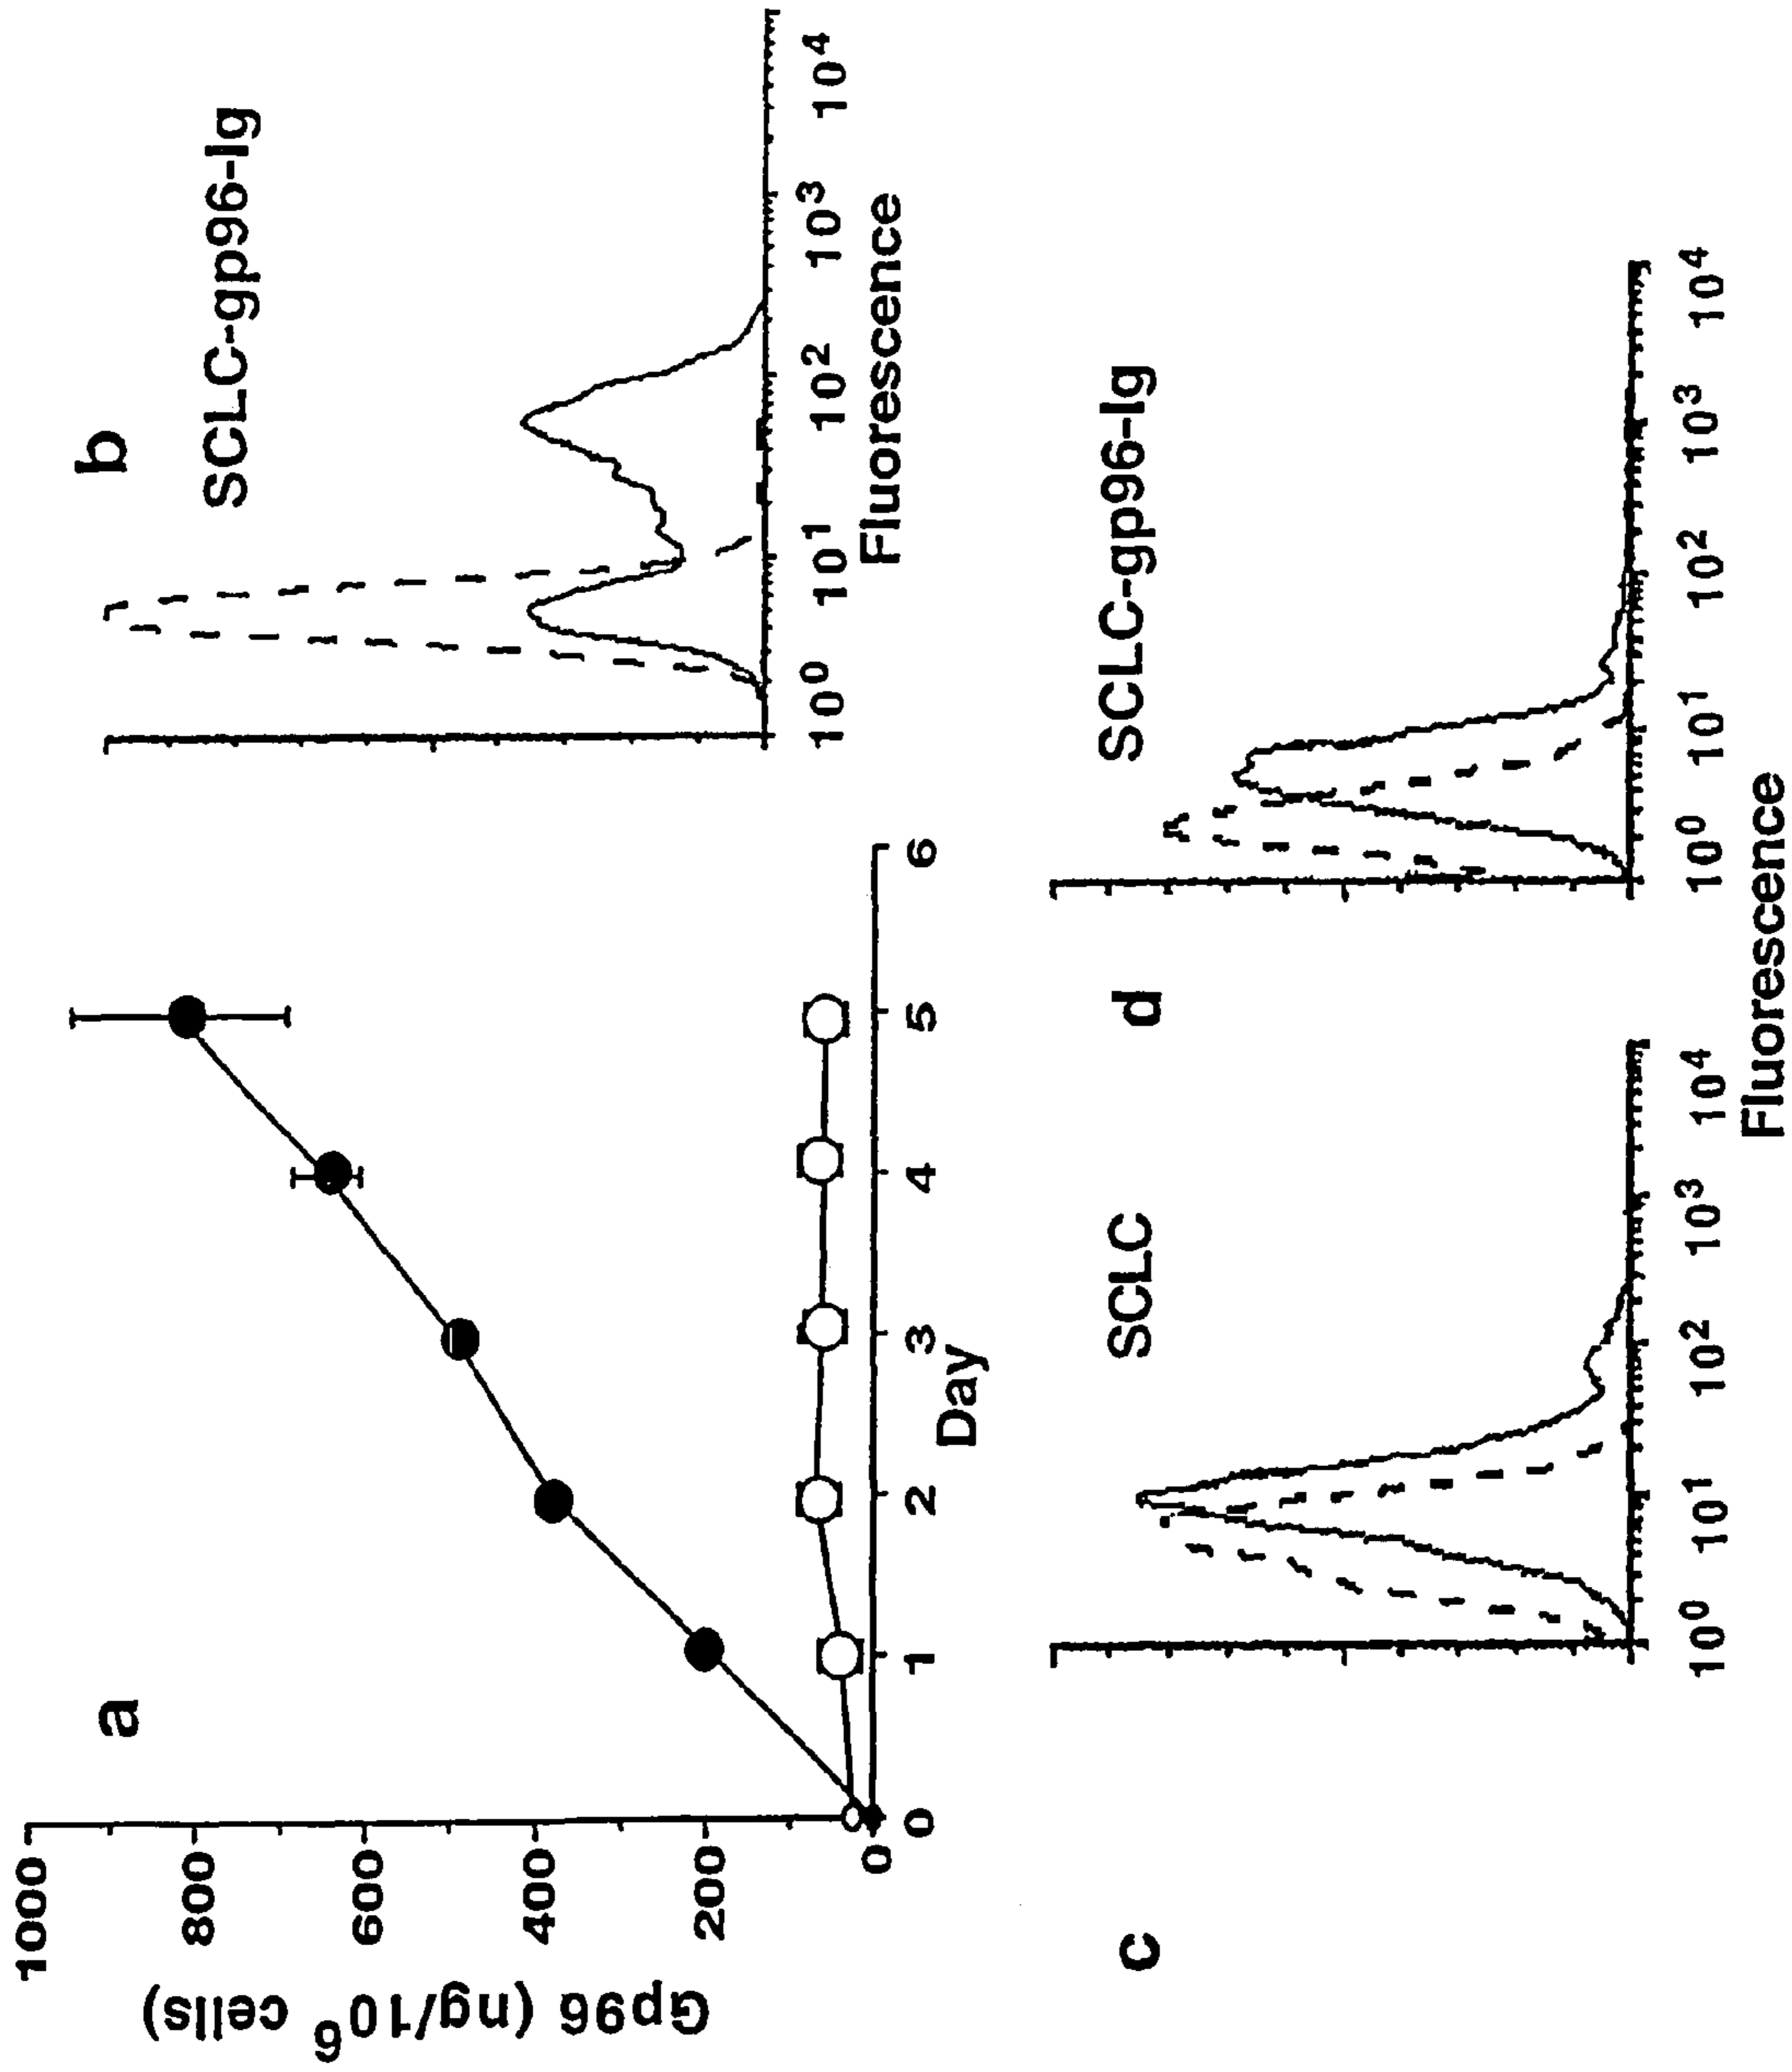 a
Gp96 (ng/10⁶ cells)
1000
800
600
400
200
0
0 1 2 3 4 5 6
Day
b
SCLC-gp96-Ig
10⁰ 10¹ 10² 10³ 10⁴
Fluorescence
c
SCLC
10⁰ 10¹ 10² 10³ 10⁴
d
SCLC-gp96-Ig
10⁰ 10¹ 10² 10³ 10⁴
Fluorescence